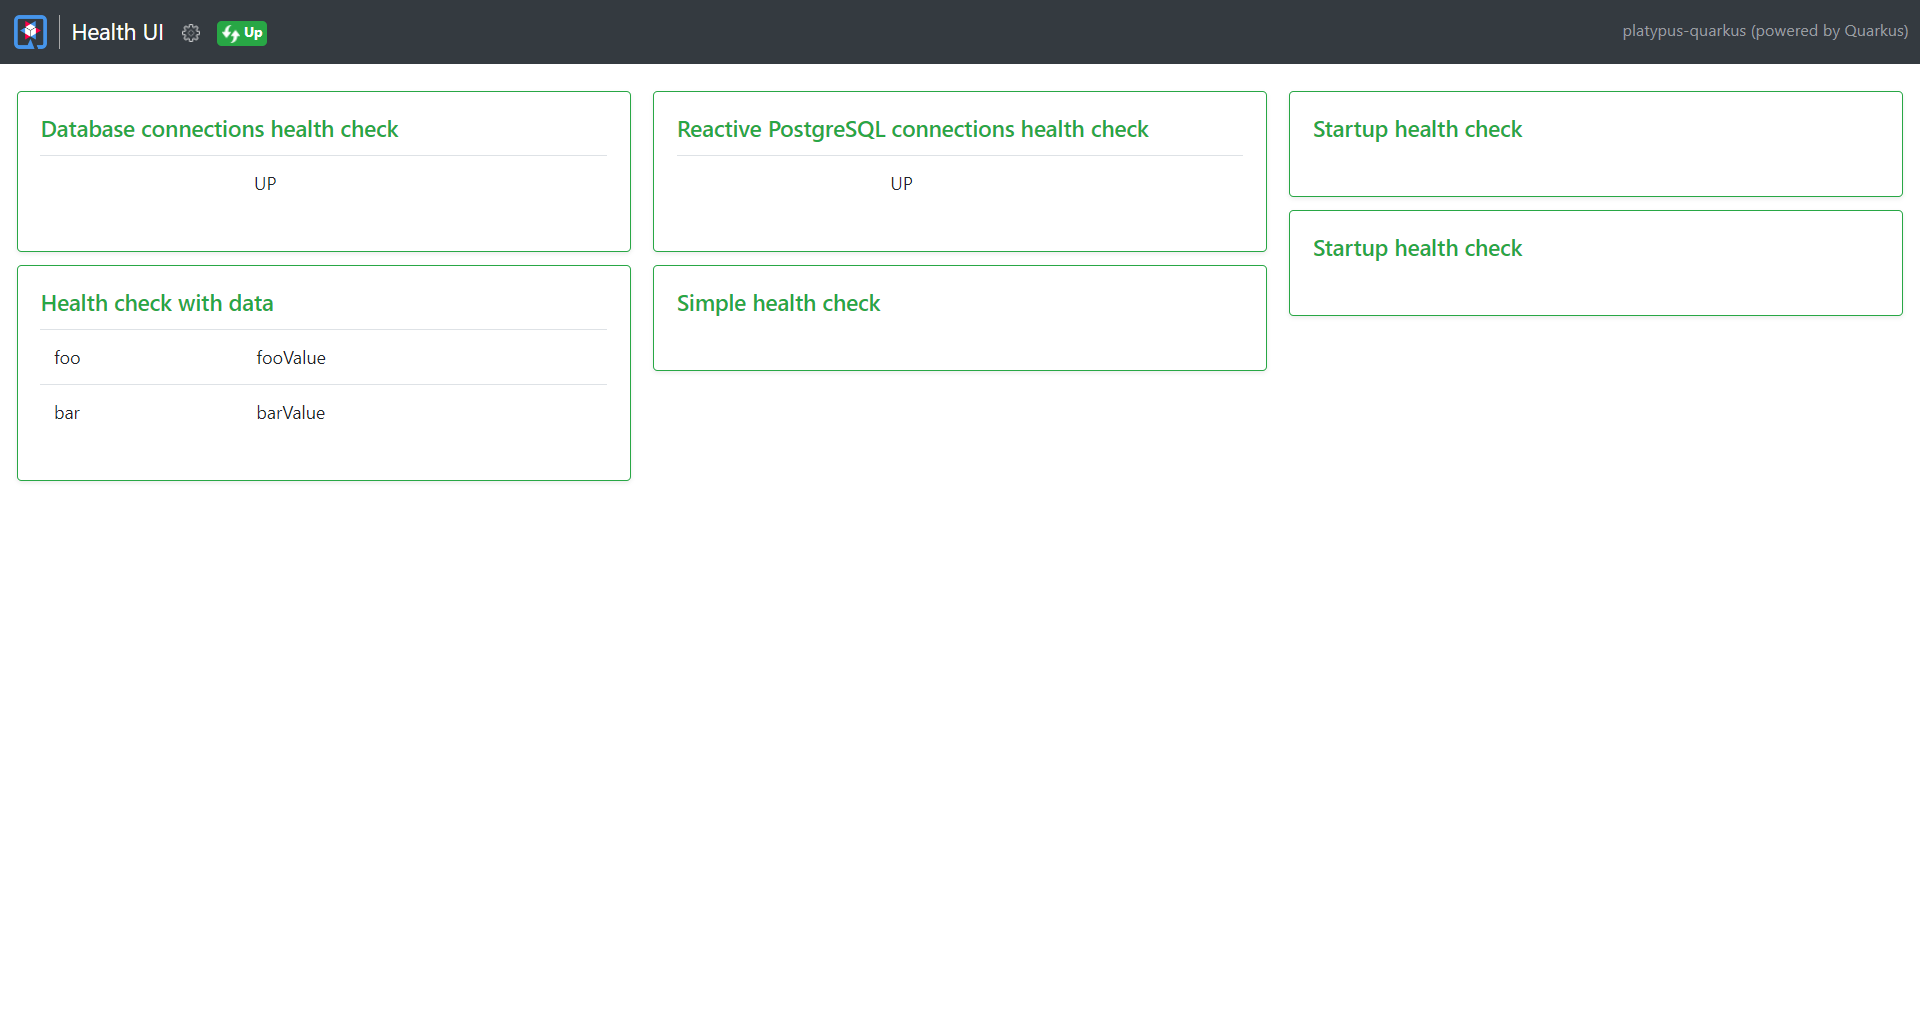 Health UI
Up
platypus-quarkus (powered by Quarkus)
Database connections health check
UP
Health check with data
foo fooValue
bar barValue
Reactive PostgreSQL connections health check
UP
Simple health check
Startup health check
Startup health check